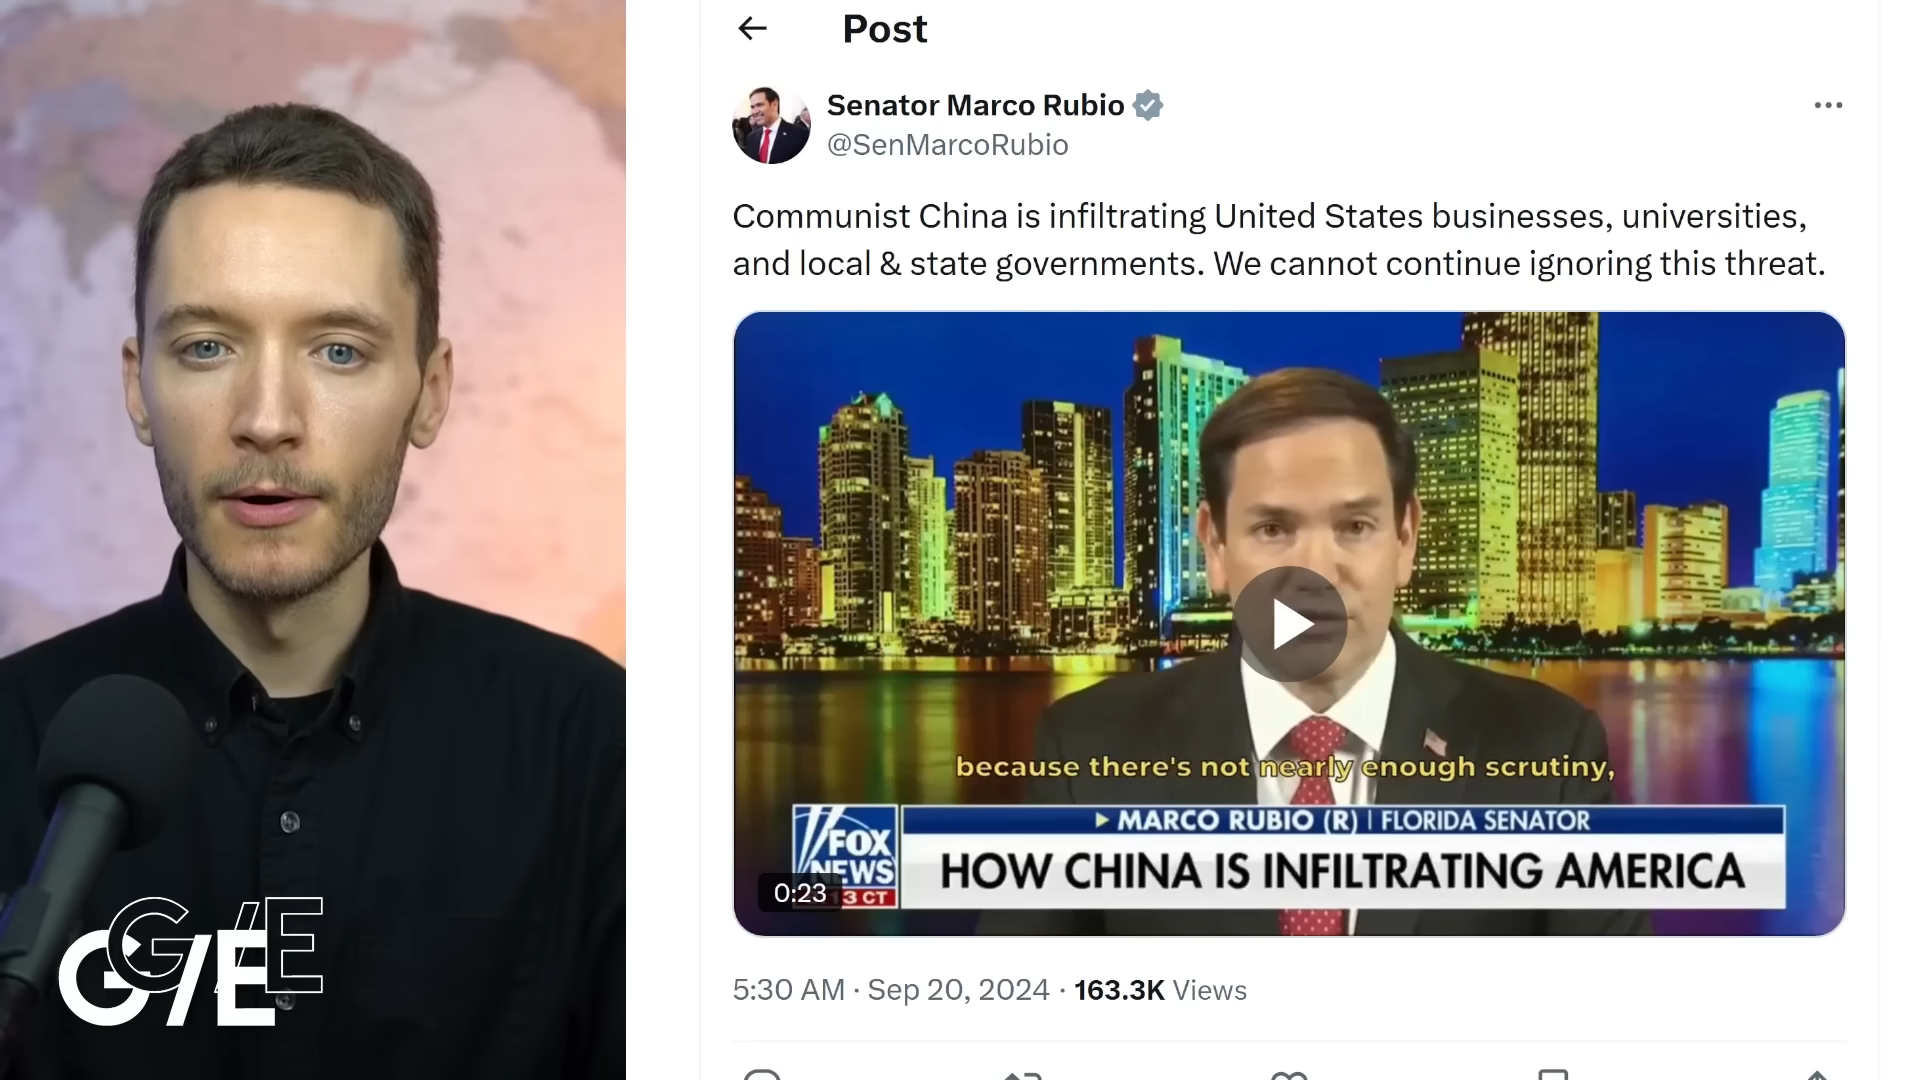 Post
Senator Marco Rubio
@SenMarcoRubio
Communist China is infiltrating United States businesses, universities,
and local & state governments. We cannot continue ignoring this threat.
because there's not nearly enough scrutiny,
MARCO RUBIO (R) | FLORIDA SENATOR
FOX
NEWS
HOW CHINA IS INFILTRATING AMERICA
0:23
13 CT
5:30 AM · Sep 20, 2024 · 163.3K Views
G/E
G/E